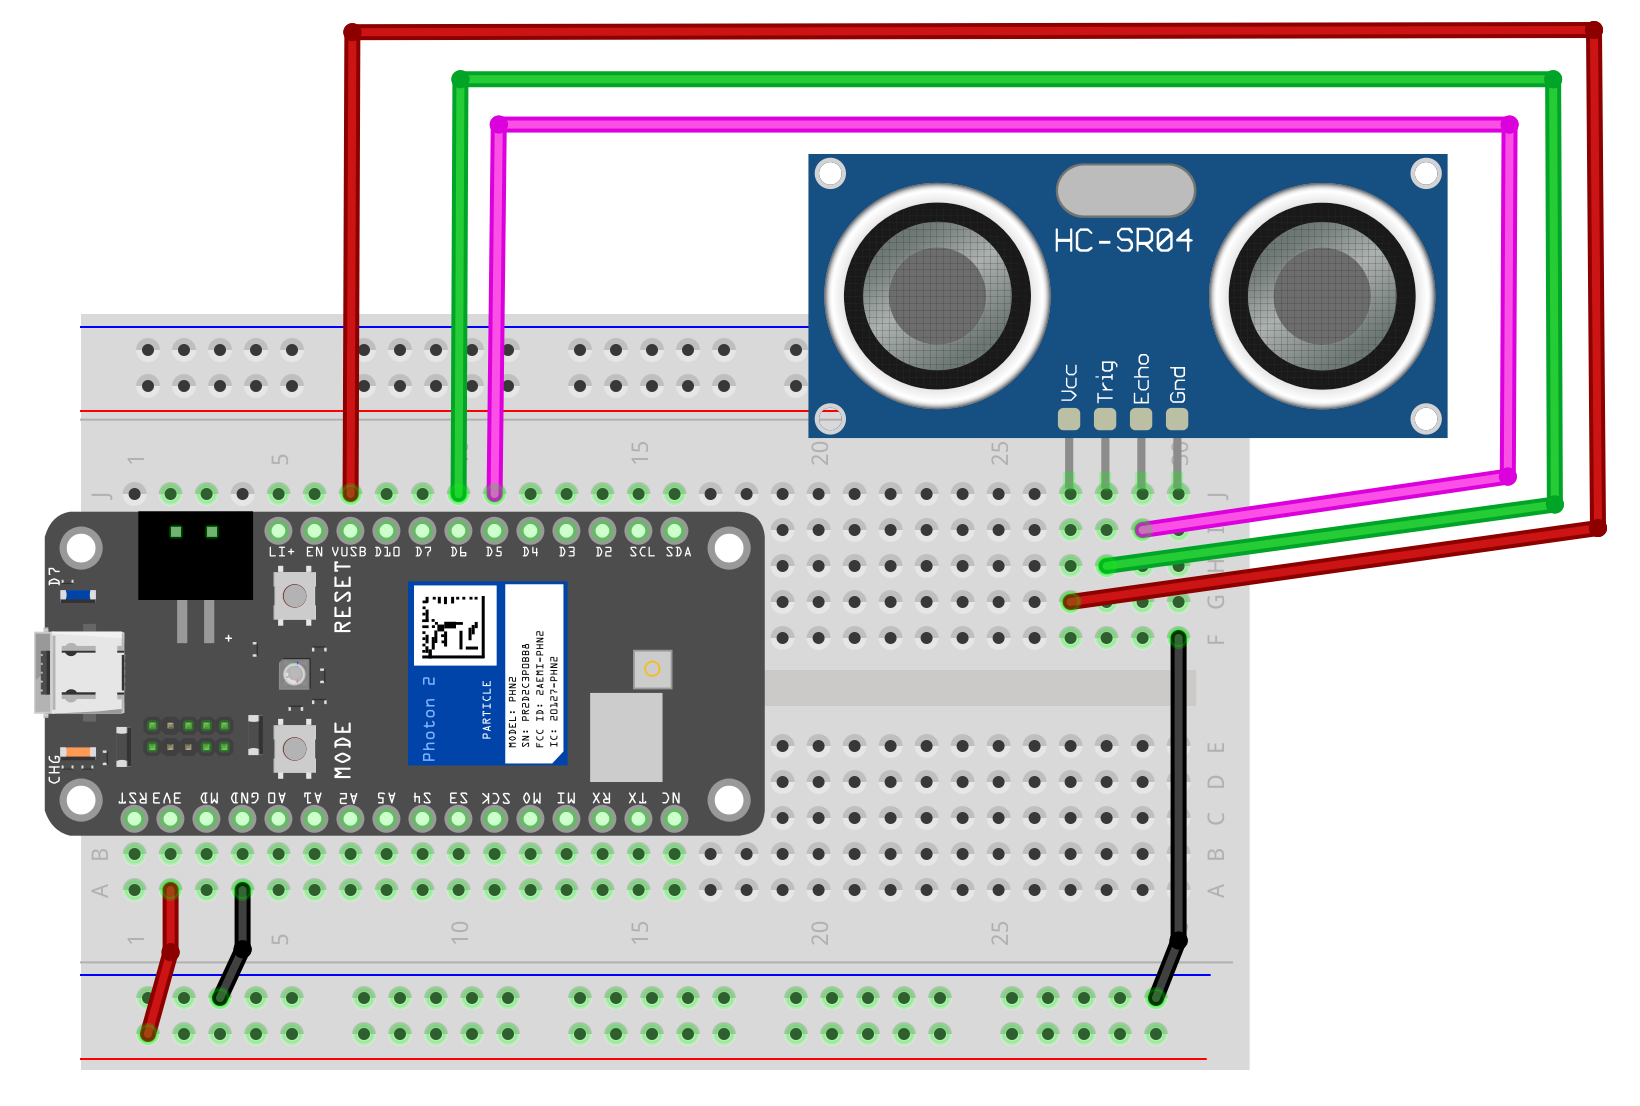 HC-SR04
Vcc Trig Echo Gnd
1 5 15 20 25 30
J J
I
H
G
F
LI+ EN VUSB D10 D7 D6 D5 D4 D3 D2 SCL SDA
D7
RESET
Photon 2
PARTICLE
MODEL: PHN2
FCC ID: 2AEMI-PHN2
IC: 20127-PHN2
+
MODE
CHG
RST 3V3 MD GND A0 A1 A2 A5 S4 S3 SCK MO MI RX TX NC
E
D
C
B B
A A
1 5 10 15 20 25